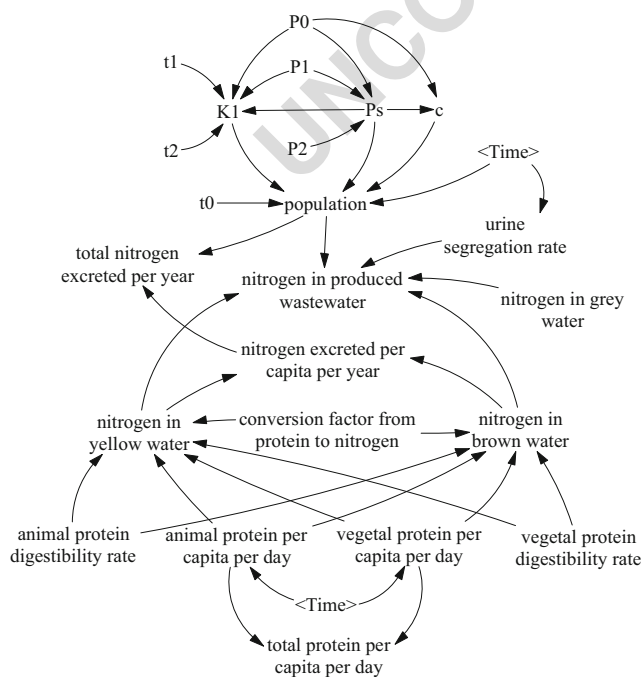 P0
t1
P1
K1
Ps
c
t2
P2
<Time>
t0
population
urine
segregation rate
total nitrogen
excreted per year
nitrogen in produced
wastewater
nitrogen in grey
water
nitrogen excreted per
capita per year
nitrogen in
yellow water
conversion factor from
protein to nitrogen
nitrogen in
brown water
animal protein
digestibility rate
animal protein per
capita per day
vegetal protein per
capita per day
vegetal protein
digestibility rate
<Time>
total protein per
capita per day
UNCO